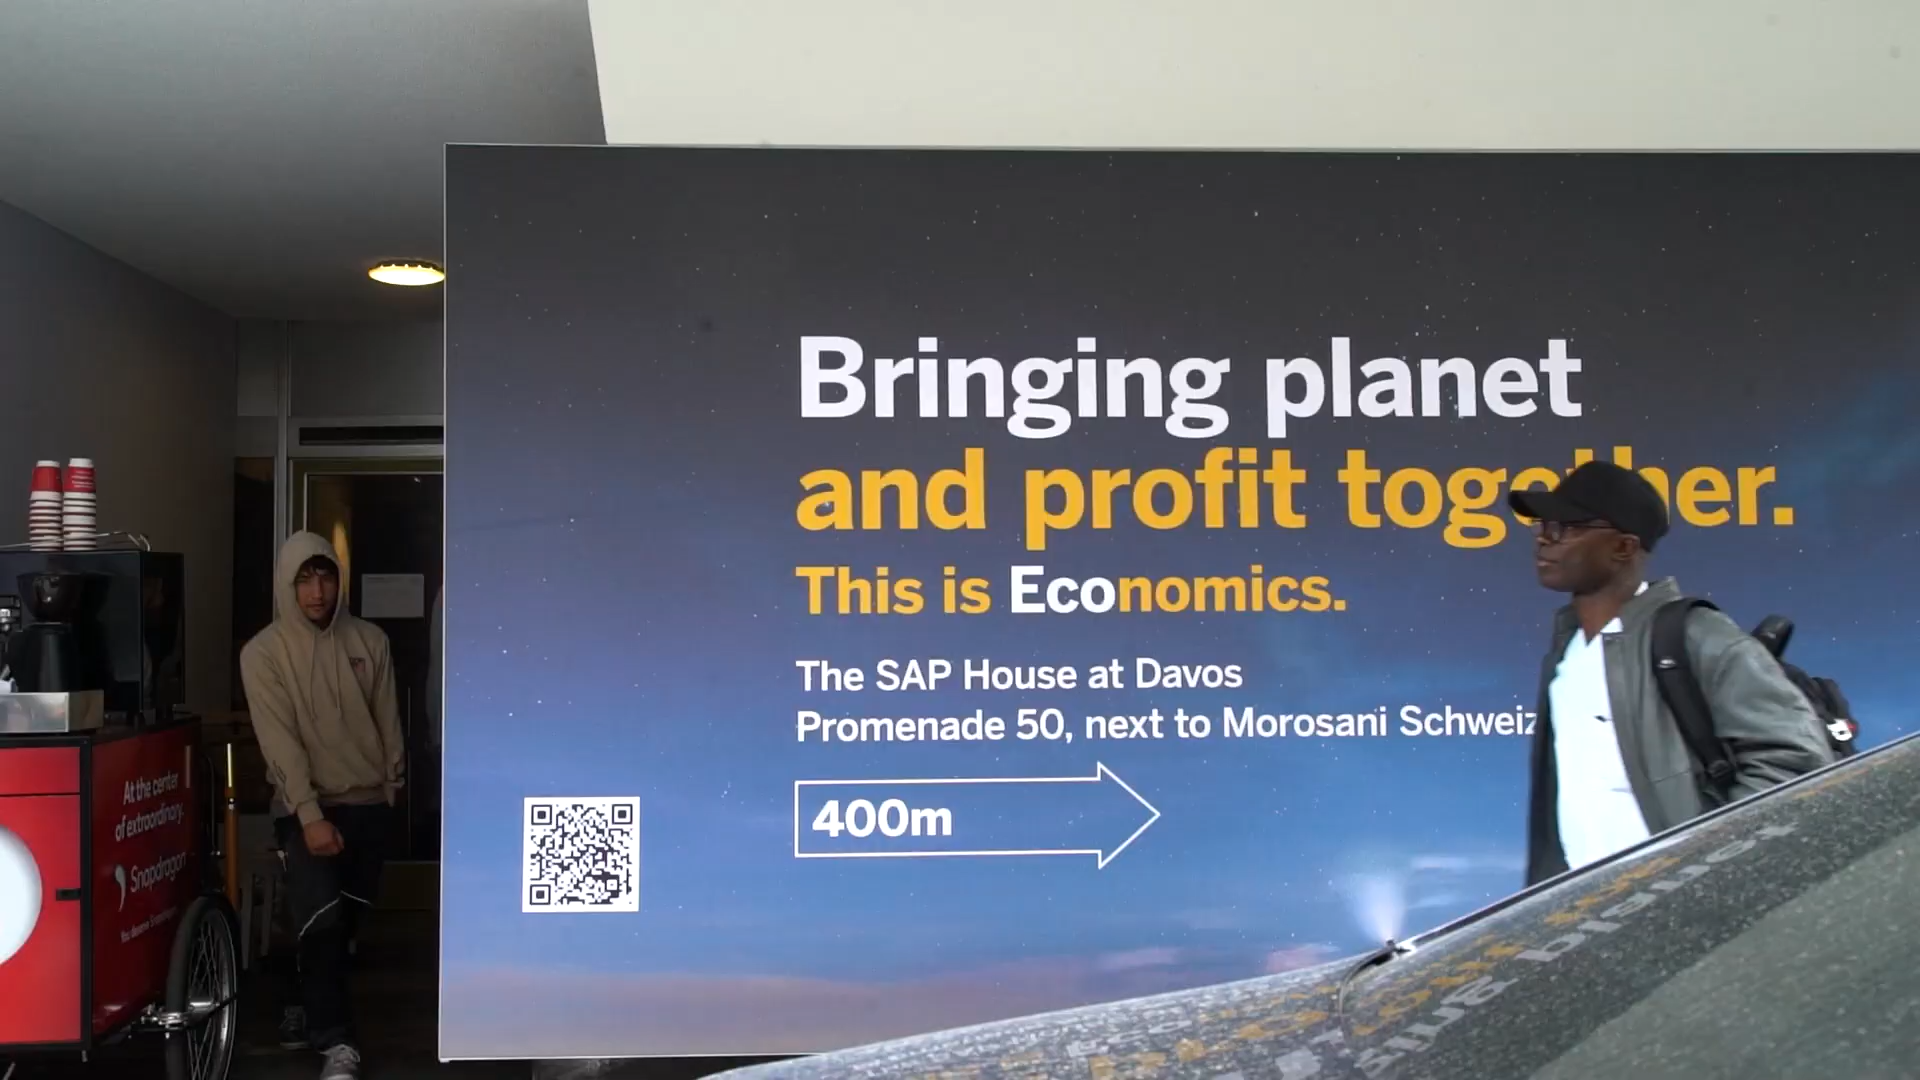 Bringing planet
and profit together.
This is Economics.
The SAP House at Davos
Promenade 50, next to Morosani Schweiz
400m
At the center
of extraordinary.
Snapdragon